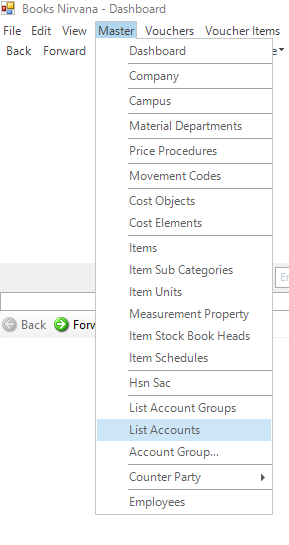 Books Nirvana - Dashboard
File Edit View Master Vouchers Voucher Items
Back Forward
Dashboard
Company
Campus
Material Departments
Price Procedures
Movement Codes
Cost Objects
Cost Elements
Items
Item Sub Categories
Item Units
Measurement Property
Item Stock Book Heads
Item Schedules
Hsn Sac
List Account Groups
List Accounts
Account Group...
Counter Party
Employees
Back